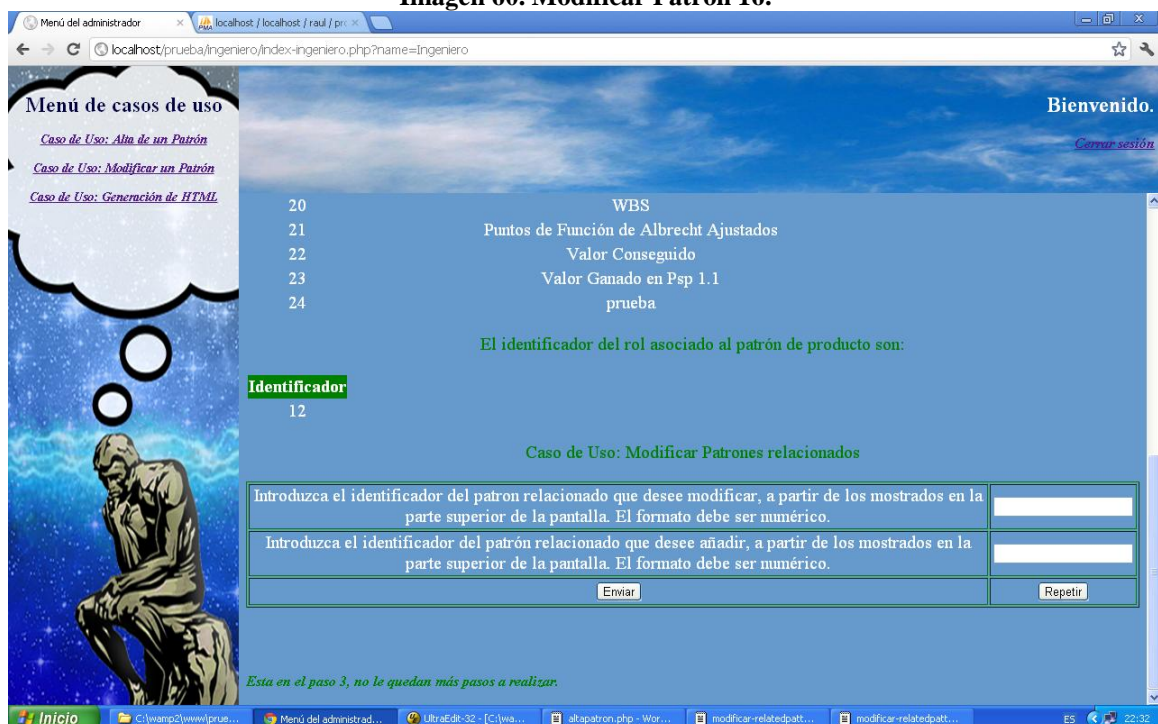 Imagen 60. Modificar Patrón 16.
Menú del administrador
localhost / localhost / raul / pro
localhost/prueba/ingeniero/index-ingeniero.php?name=Ingeniero
Menú de casos de uso
Caso de Uso: Alta de un Patrón
Caso de Uso: Modificar un Patrón
Caso de Uso: Generación de HTML
Bienvenido.
Cerrar sesión
20 WBS
21 Puntos de Función de Albrecht Ajustados
22 Valor Conseguido
23 Valor Ganado en Psp 1.1
24 prueba
El identificador del rol asociado al patrón de producto son:
Identificador
12
Caso de Uso: Modificar Patrones relacionados
Introduzca el identificador del patron relacionado que desee modificar, a partir de los mostrados en la
parte superior de la pantalla. El formato debe ser numérico.
Introduzca el identificador del patrón relacionado que desee añadir, a partir de los mostrados en la
parte superior de la pantalla. El formato debe ser numérico.
Enviar Repetir
Esta en el paso 3, no le quedan más pasos a realizar.
Inicio C:\wamp2\www\prue... Menú del administrad... UltraEdit-32 - [C:\wa... altapatron.php - Wor... modificar-relatedpatt... modificar-relatedpatt... ES 22:32